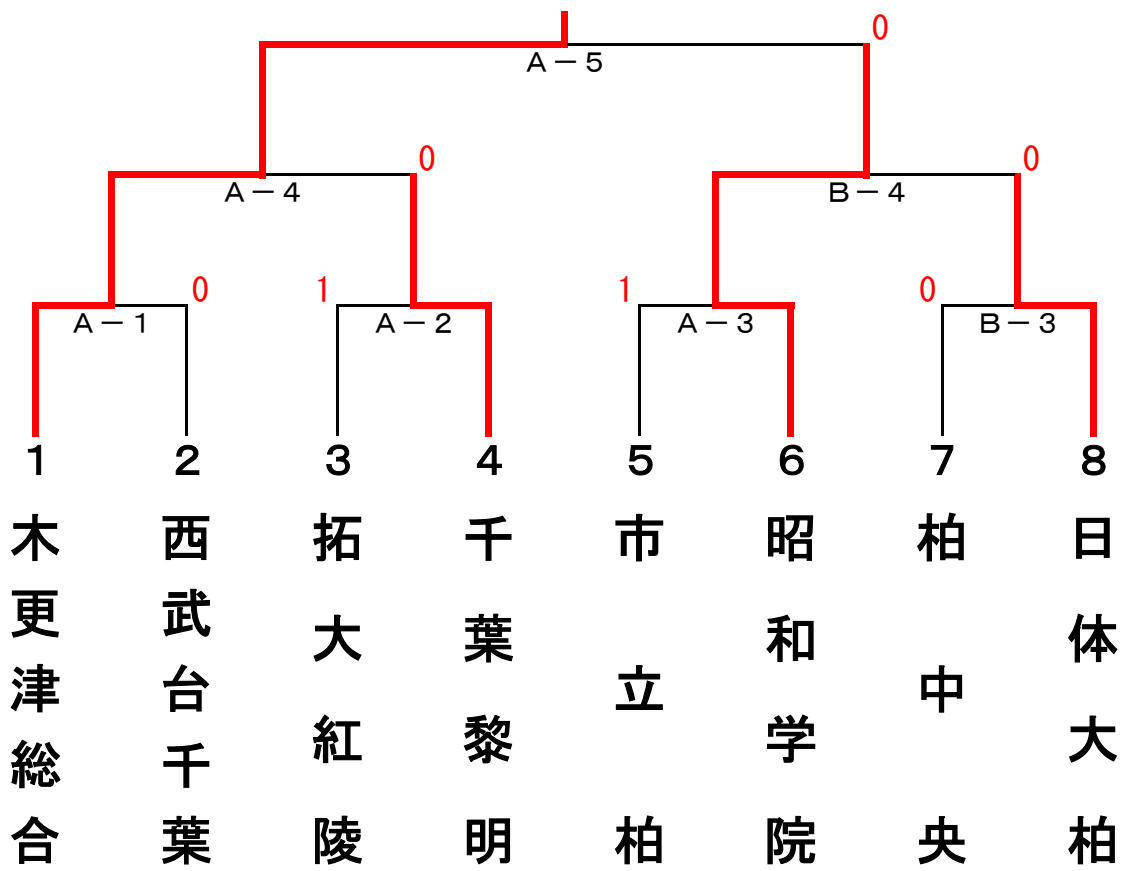 0
A－5
0
0
A－4
B－4
0
1
1
0
A－1
A－2
A－3
B－3
1
2
3
4
5
6
7
8
木更津総合
西武台千葉
拓大紅陵
千葉黎明
市立柏
昭和学院
柏中央
日体大柏